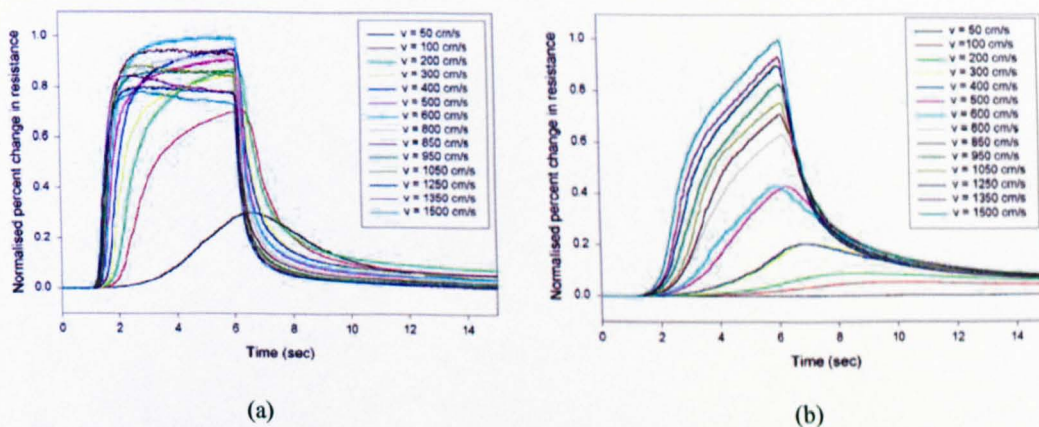 Normalised percent change in resistance
1.0
0.8
0.6
0.4
0.2
0.0
0 2 4 6 8 10 12 14
Time (sec)
v = 50 cm/s
v = 100 cm/s
v = 200 cm/s
v = 300 cm/s
v = 400 cm/s
v = 500 cm/s
v = 600 cm/s
v = 800 cm/s
v = 850 cm/s
v = 950 cm/s
v = 1050 cm/s
v = 1250 cm/s
v = 1350 cm/s
v = 1500 cm/s
(a)
Normalised percent change in resistance
1.0
0.8
0.6
0.4
0.2
0.0
0 2 4 6 8 10 12 14
Time (sec)
v = 50 cm/s
v =100 cm/s
v = 200 cm/s
v = 300 cm/s
v = 400 cm/s
v = 500 cm/s
v = 600 cm/s
v = 800 cm/s
v = 850 cm/s
v = 950 cm/s
v = 1050 cm/s
v = 1250 cm/s
v = 1350 cm/s
v = 1500 cm/s
(b)